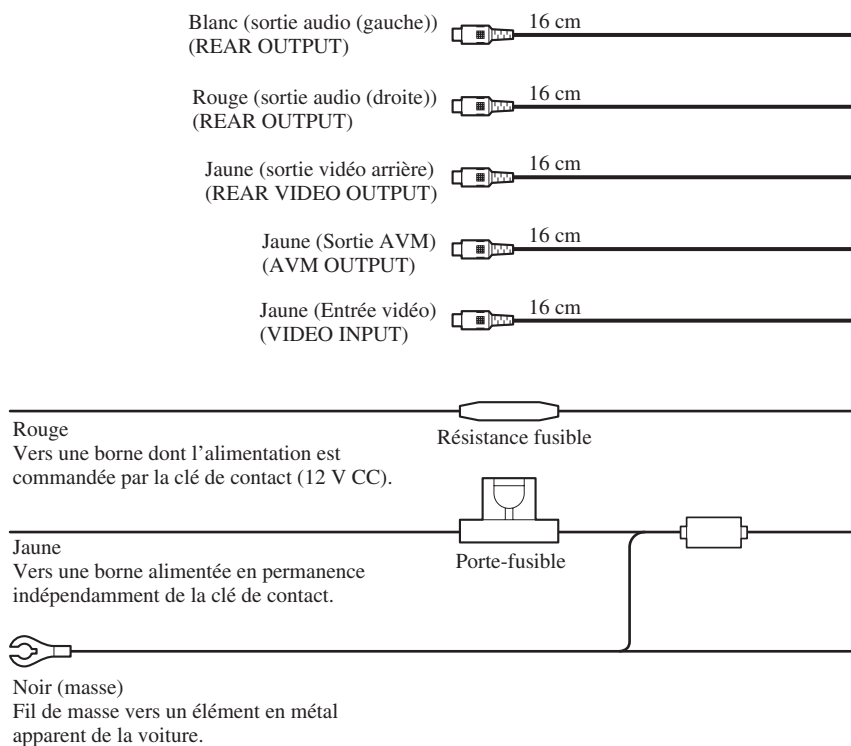 Blanc (sortie audio (gauche))
(REAR OUTPUT)
16 cm
Rouge (sortie audio (droite))
(REAR OUTPUT)
16 cm
Jaune (sortie vidéo arrière)
(REAR VIDEO OUTPUT)
16 cm
Jaune (Sortie AVM)
(AVM OUTPUT)
16 cm
Jaune (Entrée vidéo)
(VIDEO INPUT)
16 cm
Rouge
Vers une borne dont l’alimentation est
commandée par la clé de contact (12 V CC).
Résistance fusible
Jaune
Vers une borne alimentée en permanence
indépendamment de la clé de contact.
Porte-fusible
Noir (masse)
Fil de masse vers un élément en métal
apparent de la voiture.